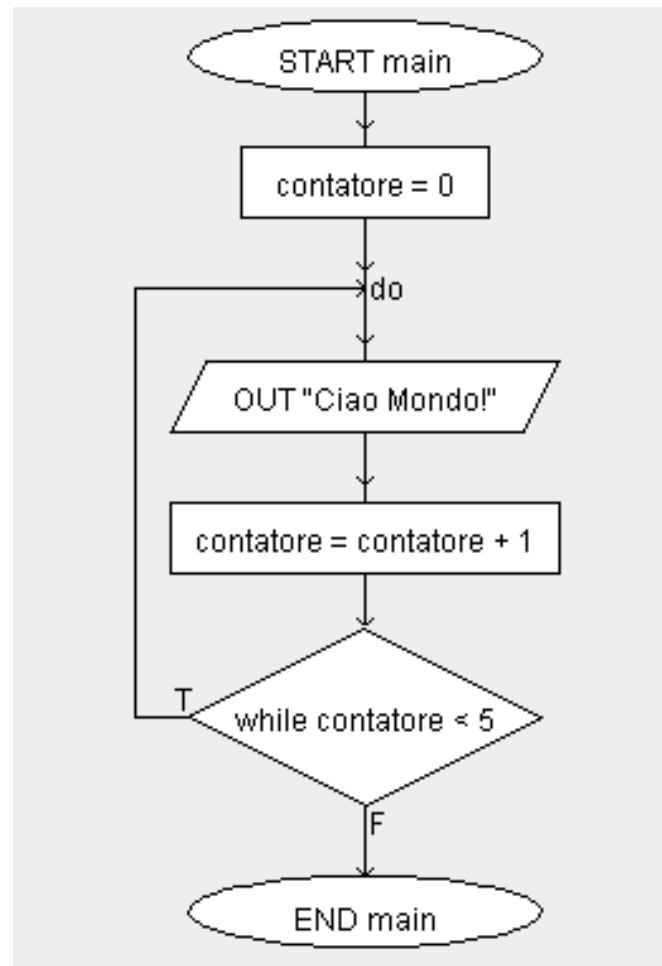 START main
contatore = 0
do
OUT "Ciao Mondo!"
contatore = contatore + 1
T
while contatore < 5
F
END main